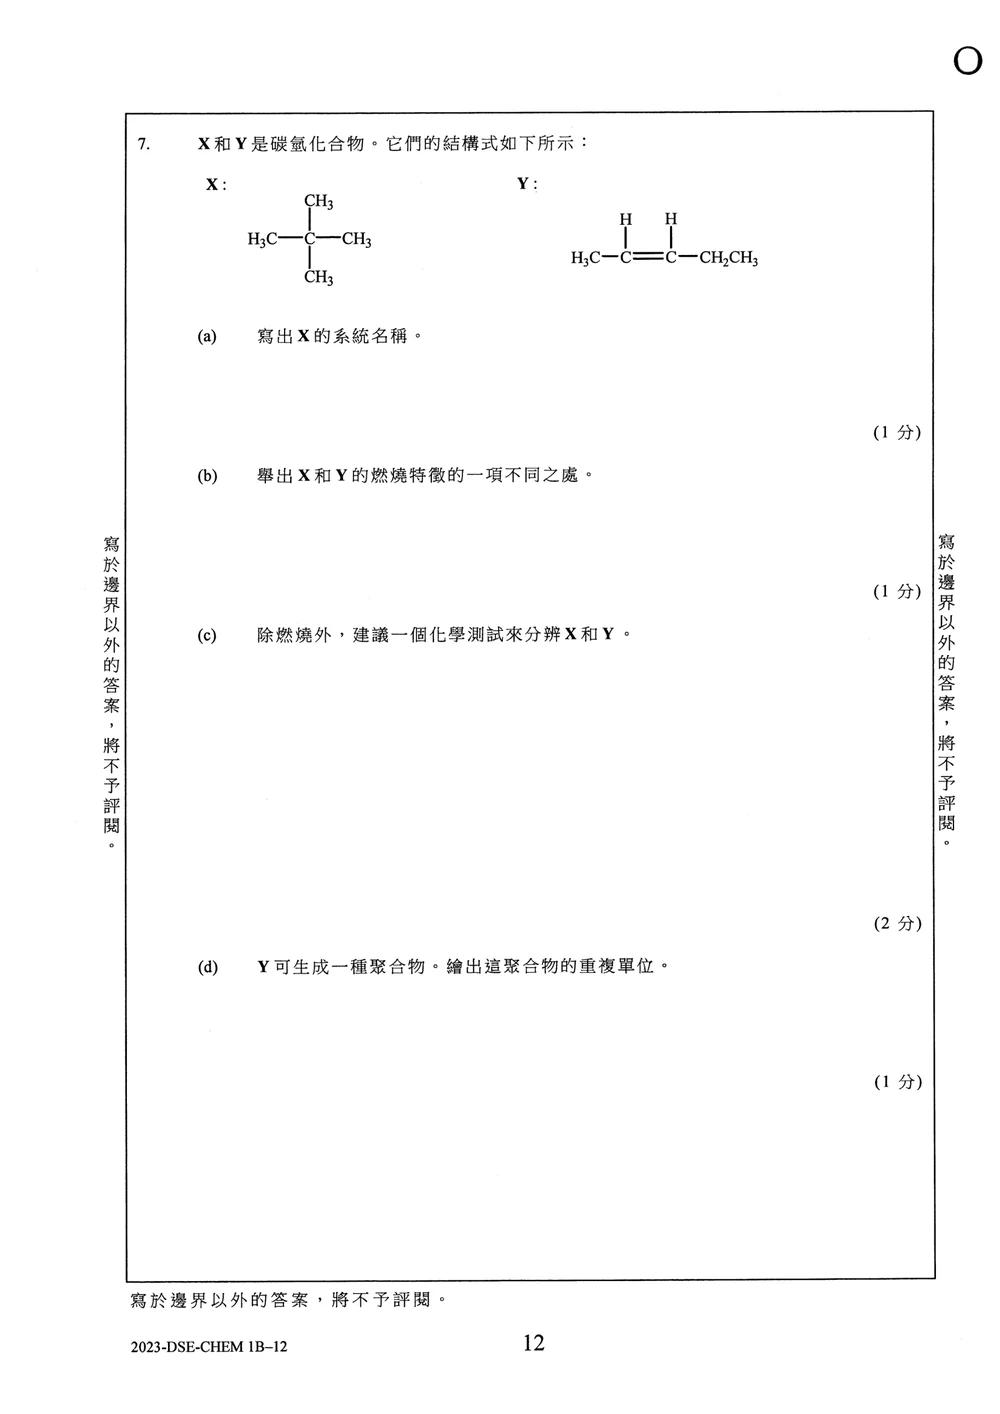 O
7. X和Y是碳氫化合物。它們的結構式如下所示：
X: Y:
CH₃
H₃C—C—CH₃
CH₃
H H
H₃C—C=C—CH₂CH₃
(a) 寫出X的系統名稱。
(1 分)
(b) 舉出X和Y的燃燒特徵的一項不同之處。
(1 分)
(c) 除燃燒外，建議一個化學測試來分辨X和Y。
(2 分)
(d) Y可生成一種聚合物。繪出這聚合物的重複單位。
(1 分)
寫於邊界以外的答案，將不予評閱。
寫於邊界以外的答案，將不予評閱。
寫於邊界以外的答案，將不予評閱。
2023-DSE-CHEM 1B–12
12